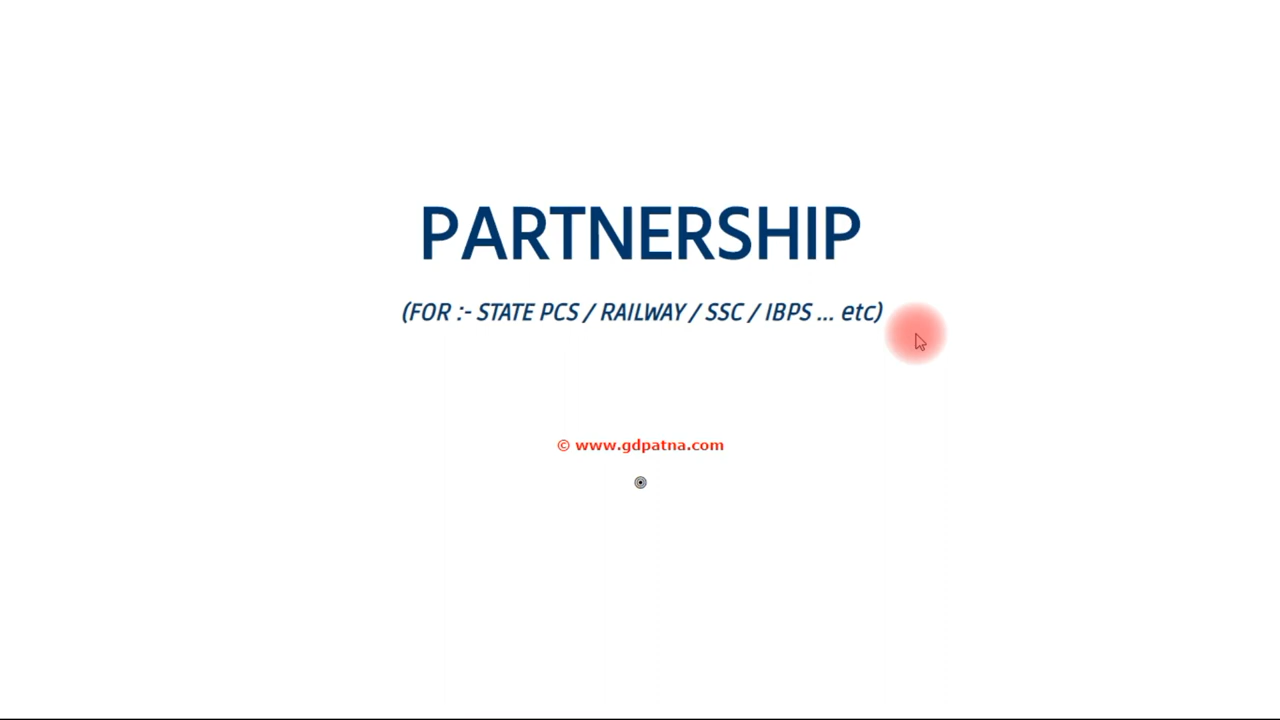 PARTNERSHIP
(FOR :- STATE PCS / RAILWAY / SSC / IBPS ... etc)
© www.gdpatna.com